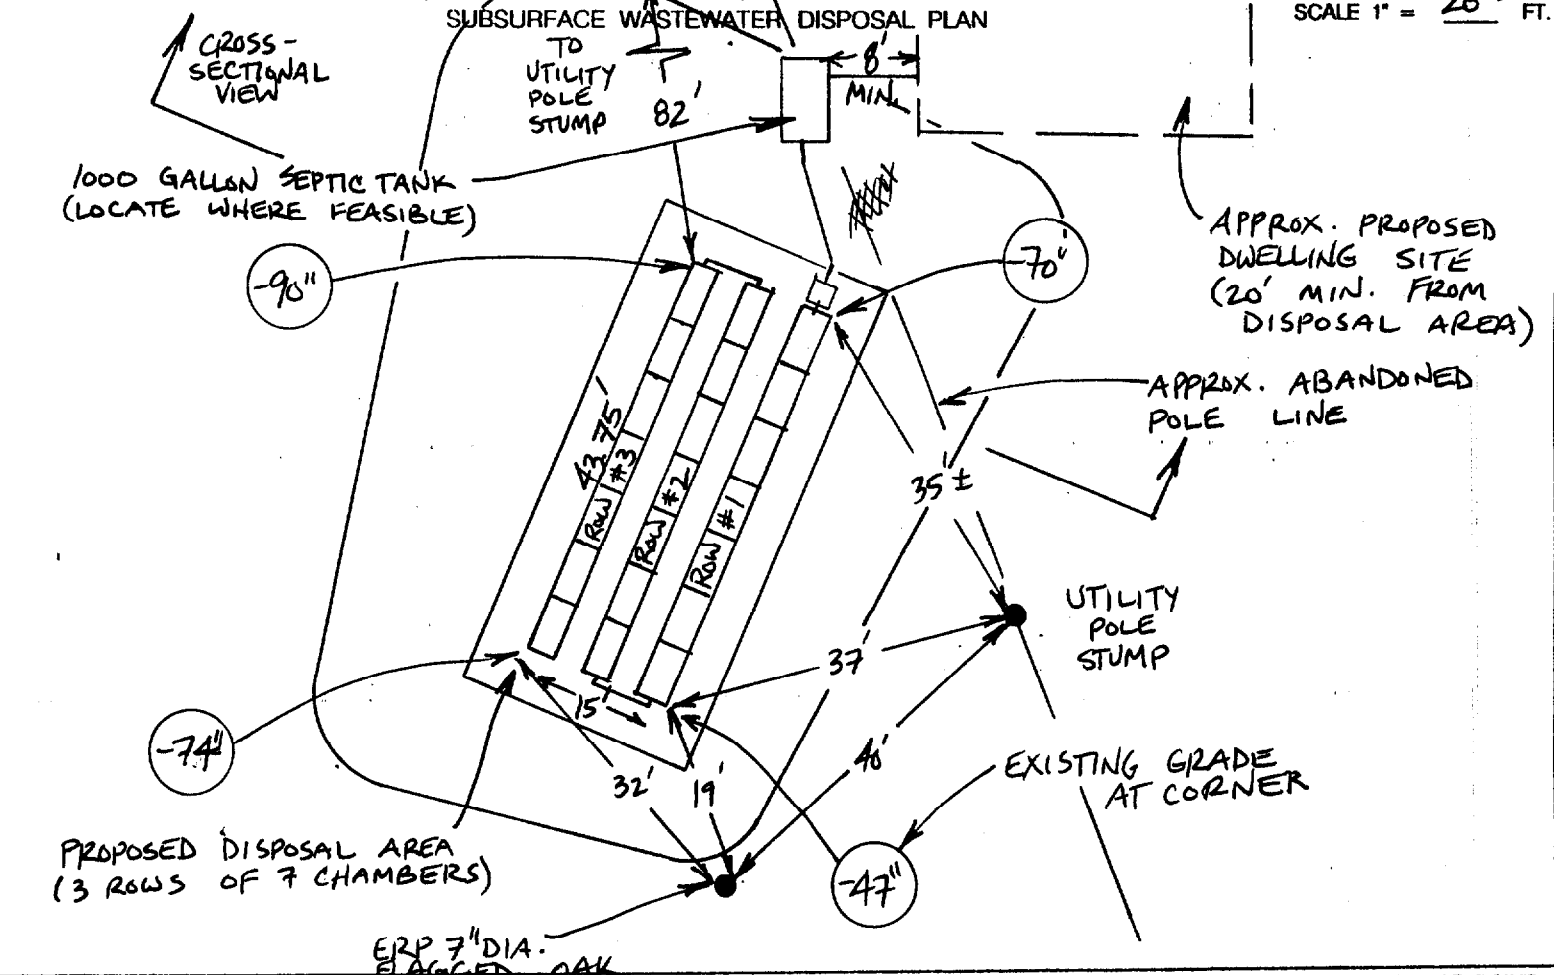 SUBSURFACE WASTEWATER DISPOSAL PLAN
SCALE 1" = 20 FT.
CROSS-
SECTIONAL
VIEW
TO
UTILITY
POLE
STUMP
82'
8'
MIN.
1000 GALLON SEPTIC TANK
(LOCATE WHERE FEASIBLE)
-90"
-70"
APPROX. PROPOSED
DWELLING SITE
(20' MIN. FROM
DISPOSAL AREA)
APPROX. ABANDONED
POLE LINE
43.75'
ROW #3
ROW #2
ROW #1
35'±
UTILITY
POLE
STUMP
37'
15'
-74"
32'
19'
40'
EXISTING GRADE
AT CORNER
PROPOSED DISPOSAL AREA
(3 ROWS OF 7 CHAMBERS)
-47"
ERP 7" DIA.
FLAGGED OAK